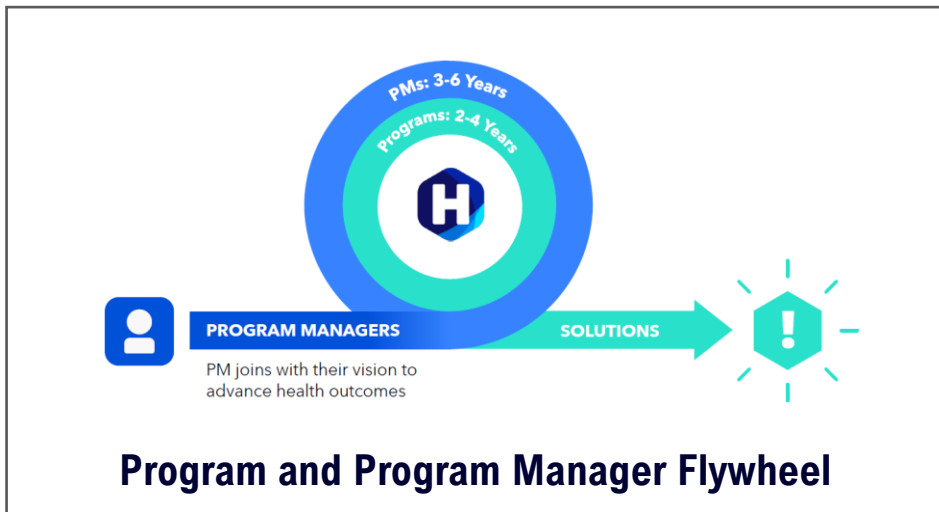 PMs: 3-6 Years
Programs: 2-4 Years
H
PROGRAM MANAGERS
SOLUTIONS
!
PM joins with their vision to
advance health outcomes
Program and Program Manager Flywheel